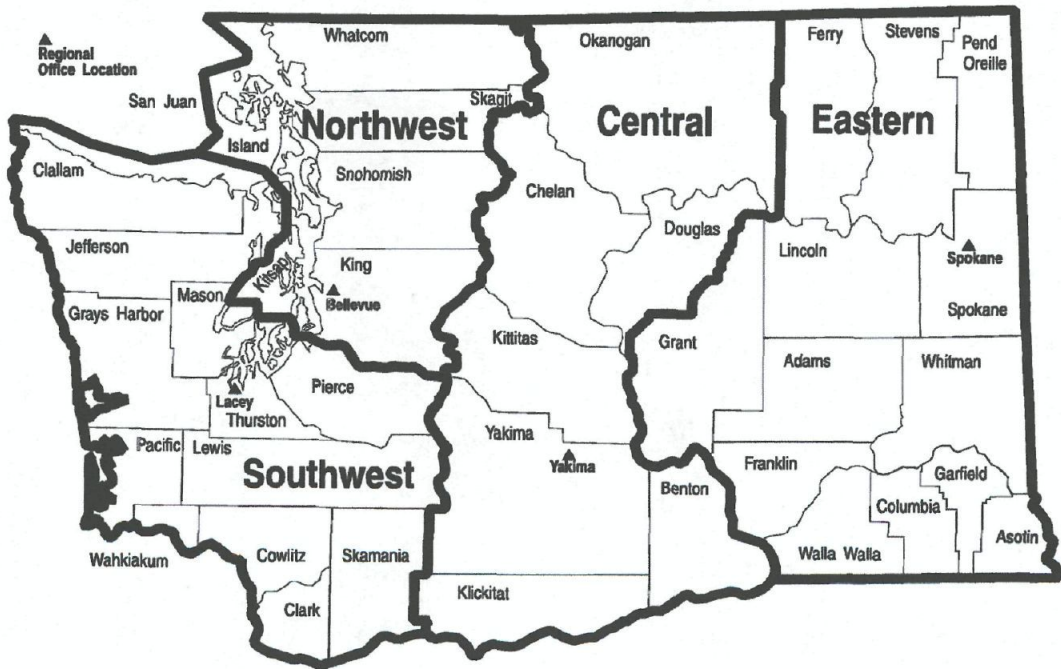 ▲
Regional
Office Location
San Juan
Whatcom
Skagit
Northwest
Island
Snohomish
King
▲
Bellevue
Kitsap
Okanogan
Central
Chelan
Douglas
Kittitas
Yakima
▲
Yakima
Benton
Klickitat
Ferry
Stevens
Pend
Oreille
Eastern
Lincoln
▲
Spokane
Spokane
Grant
Adams
Whitman
Franklin
Walla Walla
Columbia
Garfield
Asotin
Clallam
Jefferson
Grays Harbor
Mason
▲
Lacey
Thurston
Pierce
Pacific
Lewis
Southwest
Wahkiakum
Cowlitz
Skamania
Clark